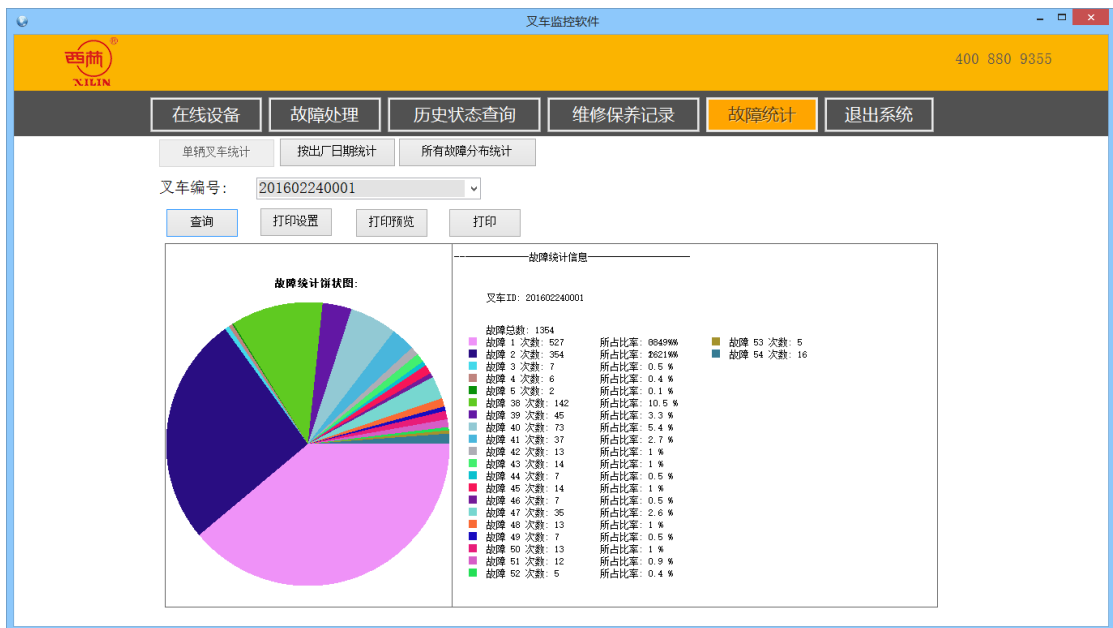 叉车监控软件
西林®
XILIN
400 880 9355
在线设备 故障处理 历史状态查询 维修保养记录 故障统计 退出系统
单辆叉车统计 按出厂日期统计 所有故障分布统计
叉车编号: 201602240001
查询 打印设置 打印预览 打印
故障统计饼状图:
------------故障统计信息------------
叉车ID: 201602240001
故障总数: 1354
故障 1 次数: 527 所占比率: 故障 53 次数: 5
故障 2 次数: 354 所占比率: 故障 54 次数: 16
故障 3 次数: 7 所占比率: 0.5 %
故障 4 次数: 6 所占比率: 0.4 %
故障 5 次数: 2 所占比率: 0.1 %
故障 38 次数: 142 所占比率: 10.5 %
故障 39 次数: 45 所占比率: 3.3 %
故障 40 次数: 73 所占比率: 5.4 %
故障 41 次数: 37 所占比率: 2.7 %
故障 42 次数: 13 所占比率: 1 %
故障 43 次数: 14 所占比率: 1 %
故障 44 次数: 7 所占比率: 0.5 %
故障 45 次数: 14 所占比率: 1 %
故障 46 次数: 7 所占比率: 0.5 %
故障 47 次数: 35 所占比率: 2.6 %
故障 48 次数: 13 所占比率: 1 %
故障 49 次数: 7 所占比率: 0.5 %
故障 50 次数: 13 所占比率: 1 %
故障 51 次数: 12 所占比率: 0.9 %
故障 52 次数: 5 所占比率: 0.4 %